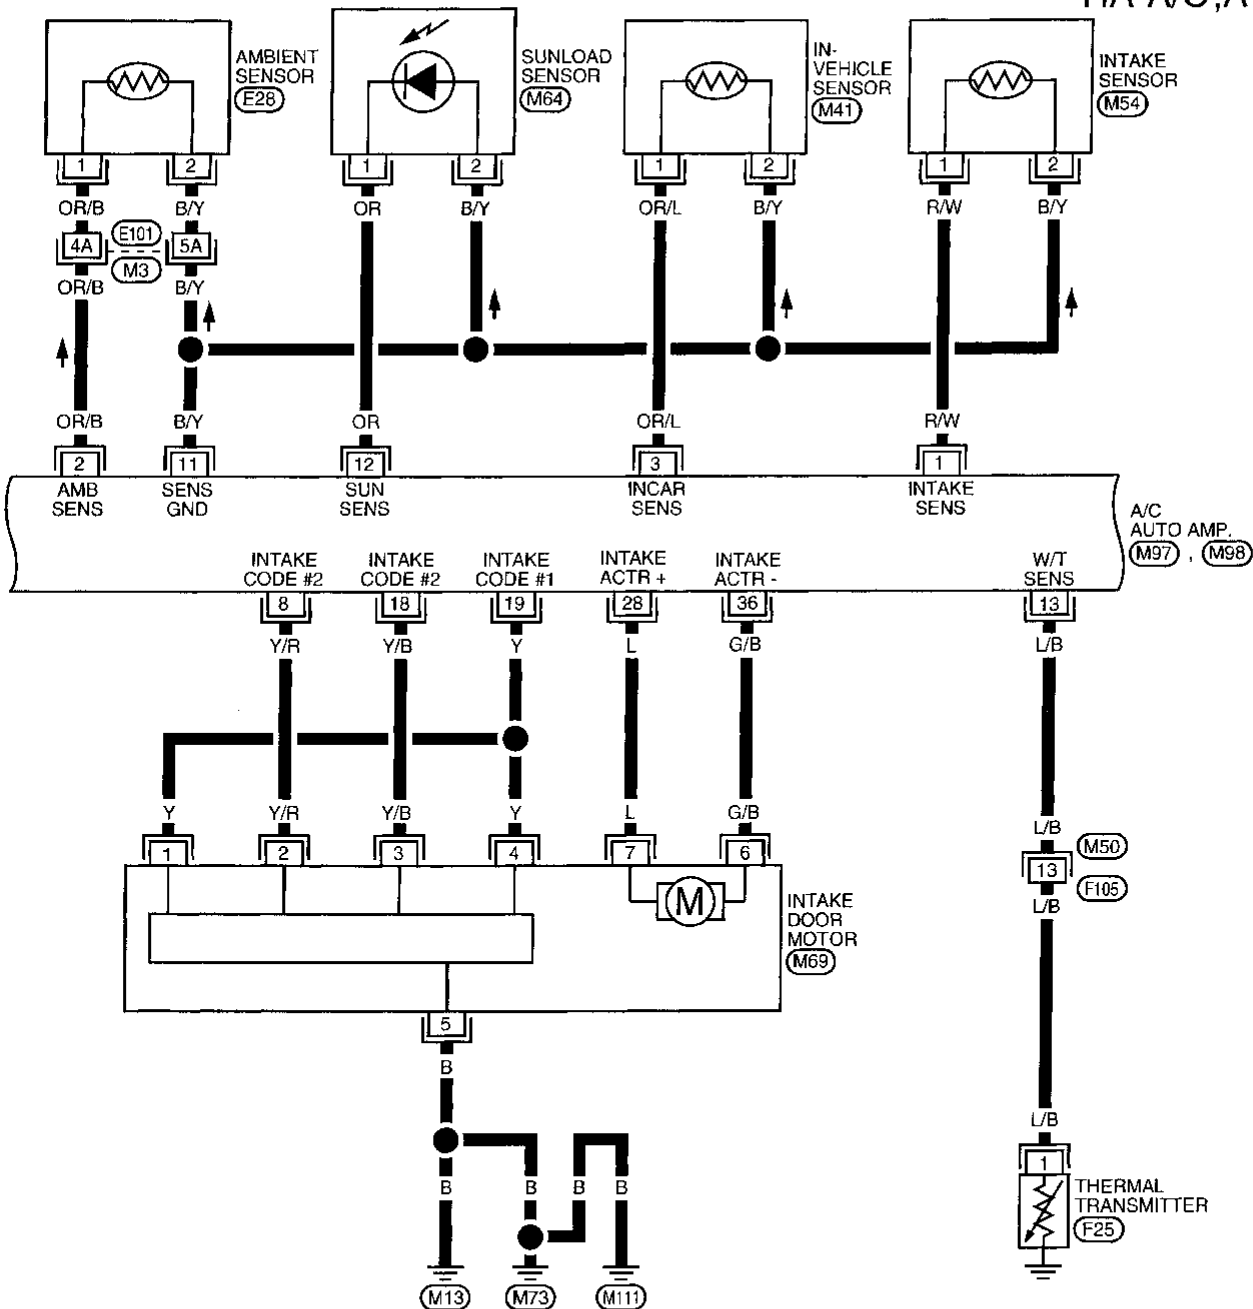 AMBIENT
SENSOR
E28
SUNLOAD
SENSOR
M64
IN-
VEHICLE
SENSOR
M41
INTAKE
SENSOR
M54
1 2 1 2 1 2 1 2
OR/B B/Y OR B/Y OR/L B/Y R/W B/Y
4A E101 5A
M3
OR/B B/Y
OR/B B/Y OR OR/L R/W
2 11 12 3 1
AMB
SENS
SENS
GND
SUN
SENS
INCAR
SENS
INTAKE
SENS
A/C
AUTO AMP.
M97 , M98
INTAKE
CODE #2
INTAKE
CODE #2
INTAKE
CODE #1
INTAKE
ACTR +
INTAKE
ACTR -
W/T
SENS
8 18 19 28 36 13
Y/R Y/B Y L G/B L/B
Y Y/R Y/B Y L G/B L/B
M50
1 2 3 4 7 6 13
F105
L/B
M
INTAKE
DOOR
MOTOR
M69
5
B
L/B
1
B B B B
THERMAL
TRANSMITTER
F25
M13 M73 M111